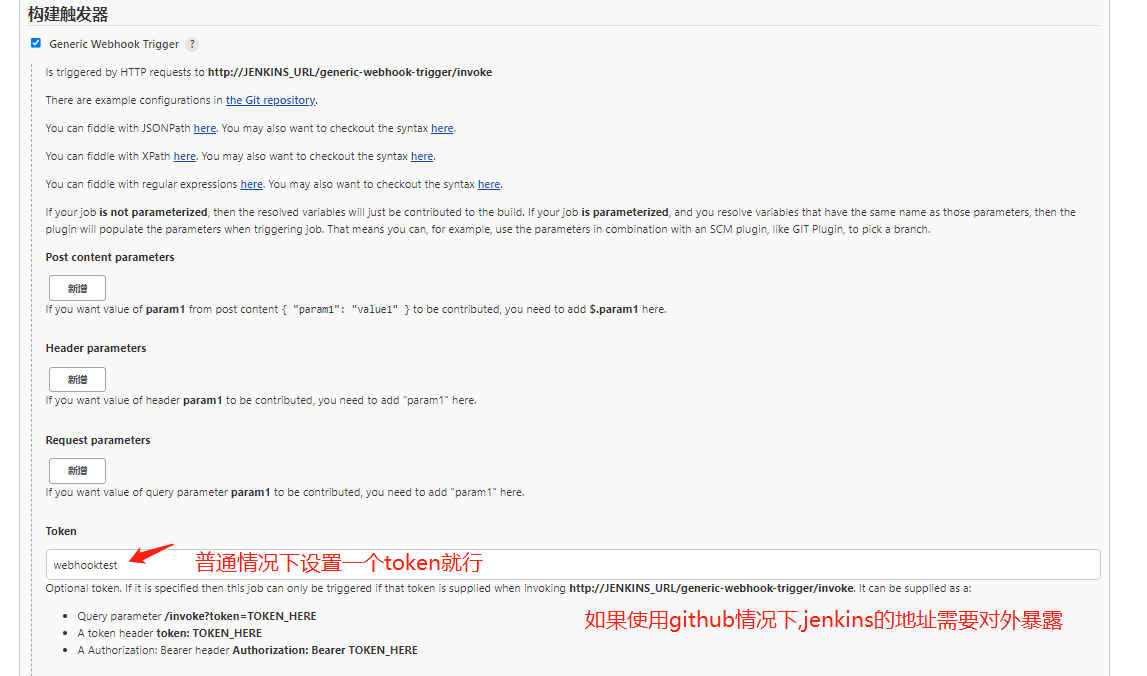 构建触发器
Generic Webhook Trigger ?
Is triggered by HTTP requests to http://JENKINS_URL/generic-webhook-trigger/invoke
There are example configurations in the Git repository.
You can fiddle with JSONPath here. You may also want to checkout the syntax here.
You can fiddle with XPath here. You may also want to checkout the syntax here.
You can fiddle with regular expressions here. You may also want to checkout the syntax here.
If your job is not parameterized, then the resolved variables will just be contributed to the build. If your job is parameterized, and you resolve variables that have the same name as those parameters, then the
plugin will populate the parameters when triggering job. That means you can, for example, use the parameters in combination with an SCM plugin, like GIT Plugin, to pick a branch.
Post content parameters
新增
If you want value of param1 from post content { "param1": "value1" } to be contributed, you need to add $.param1 here.
Header parameters
新增
If you want value of header param1 to be contributed, you need to add "param1" here.
Request parameters
新增
If you want value of query parameter param1 to be contributed, you need to add "param1" here.
Token
webhooktest 普通情况下设置一个token就行
Optional token. If it is specified then this job can only be triggered if that token is supplied when invoking http://JENKINS_URL/generic-webhook-trigger/invoke. It can be supplied as a:
Query parameter /invoke?token=TOKEN_HERE
如果使用github情况下,jenkins的地址需要对外暴露
A token header token: TOKEN_HERE
A Authorization: Bearer header Authorization: Bearer TOKEN_HERE